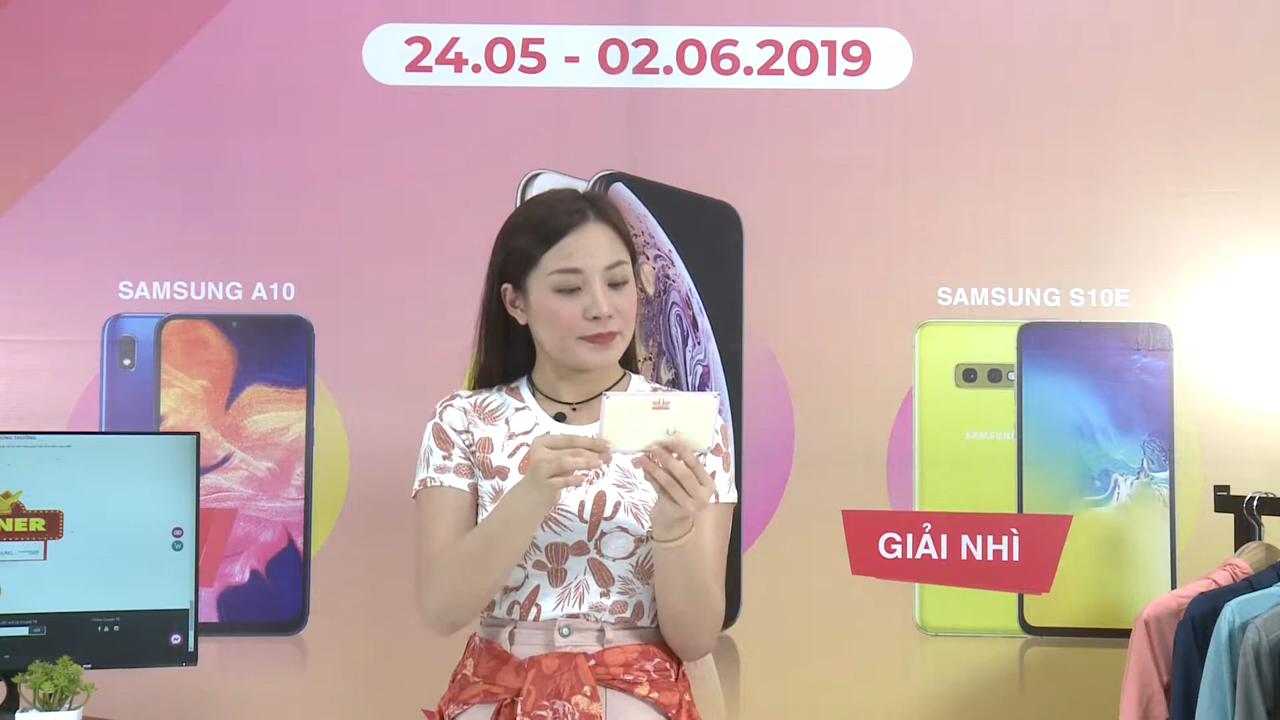 24.05 - 02.06.2019
SAMSUNG A10
SAMSUNG S10E
SAMSUNG
GIẢI NHÌ
NER